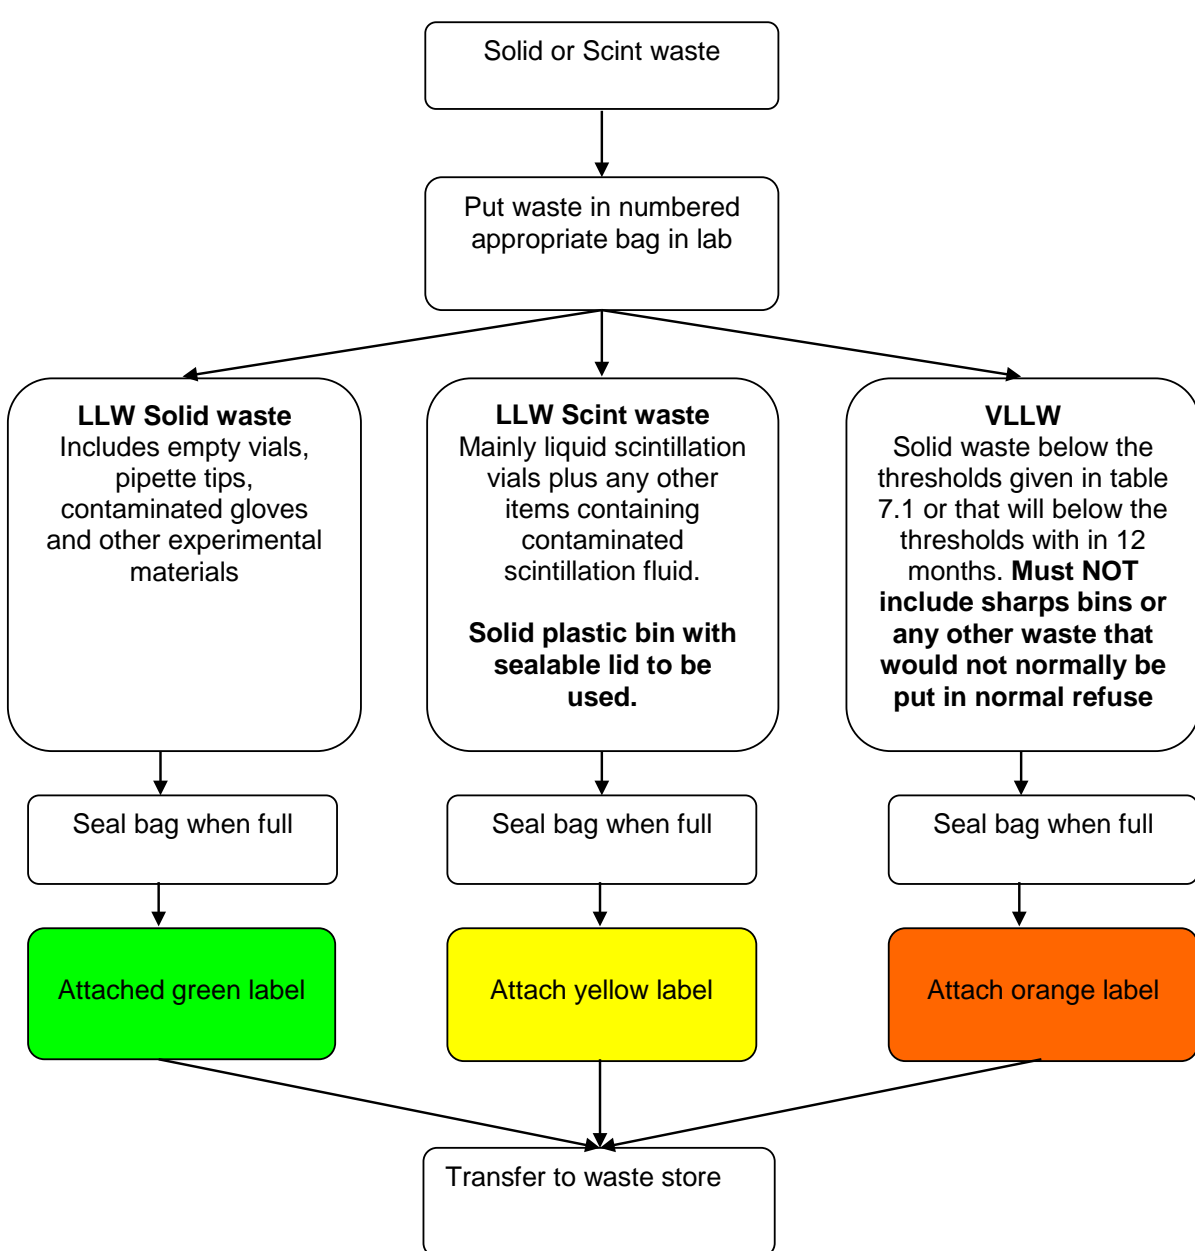 Solid or Scint waste
Put waste in numbered
appropriate bag in lab
LLW Solid waste
Includes empty vials,
pipette tips,
contaminated gloves
and other experimental
materials
LLW Scint waste
Mainly liquid scintillation
vials plus any other
items containing
contaminated
scintillation fluid.
Solid plastic bin with
sealable lid to be
used.
VLLW
Solid waste below the
thresholds given in table
7.1 or that will below the
thresholds with in 12
months. Must NOT
include sharps bins or
any other waste that
would not normally be
put in normal refuse
Seal bag when full
Seal bag when full
Seal bag when full
Attached green label
Attach yellow label
Attach orange label
Transfer to waste store